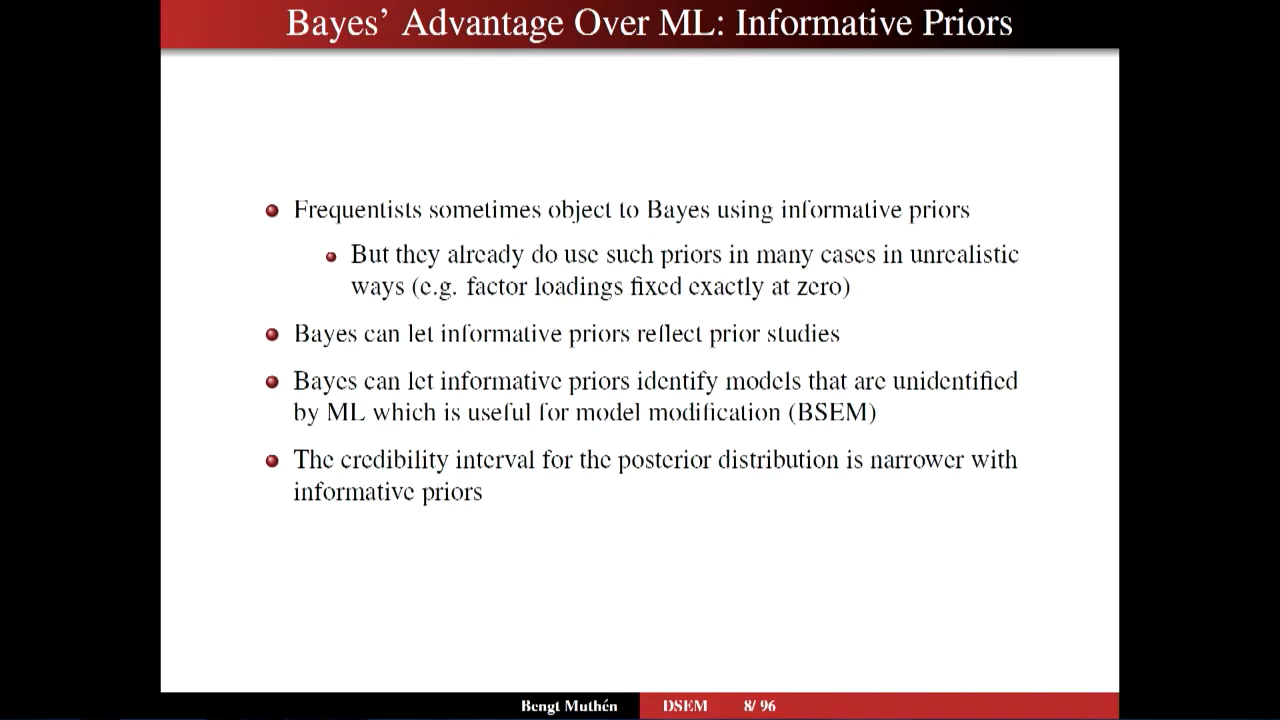 Bayes' Advantage Over ML: Informative Priors
Frequentists sometimes object to Bayes using informative priors
But they already do use such priors in many cases in unrealistic
ways (e.g. factor loadings fixed exactly at zero)
Bayes can let informative priors reflect prior studies
Bayes can let informative priors identify models that are unidentified
by ML which is useful for model modification (BSEM)
The credibility interval for the posterior distribution is narrower with
informative priors
Bengt Muthén DSEM 8/ 96